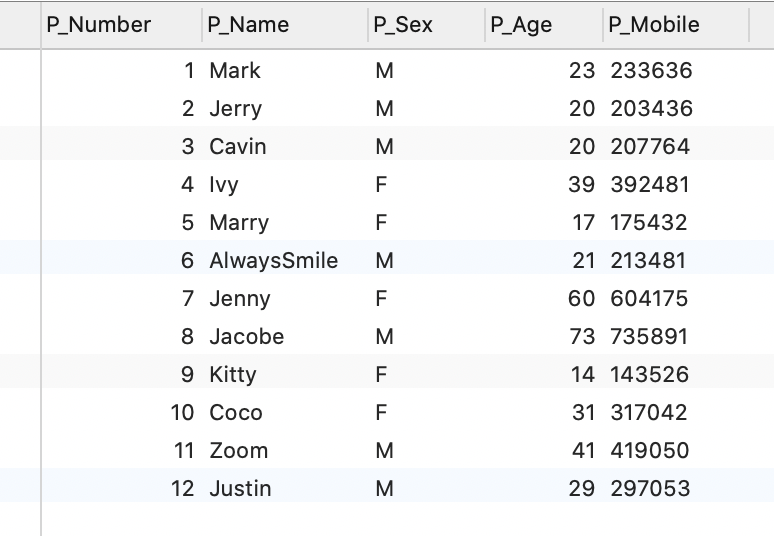 P_Number P_Name P_Sex P_Age P_Mobile
1 Mark M 23 233636
2 Jerry M 20 203436
3 Cavin M 20 207764
4 Ivy F 39 392481
5 Marry F 17 175432
6 AlwaysSmile M 21 213481
7 Jenny F 60 604175
8 Jacobe M 73 735891
9 Kitty F 14 143526
10 Coco F 31 317042
11 Zoom M 41 419050
12 Justin M 29 297053